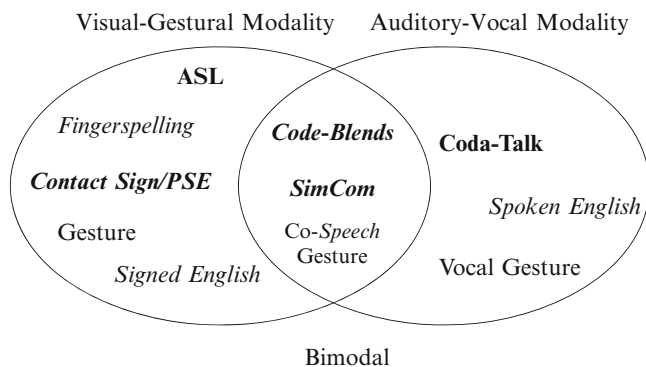 Visual-Gestural Modality
Auditory-Vocal Modality
ASL
Fingerspelling
Contact Sign/PSE
Gesture
Signed English
Code-Blends
SimCom
Co-Speech
Gesture
Coda-Talk
Spoken English
Vocal Gesture
Bimodal